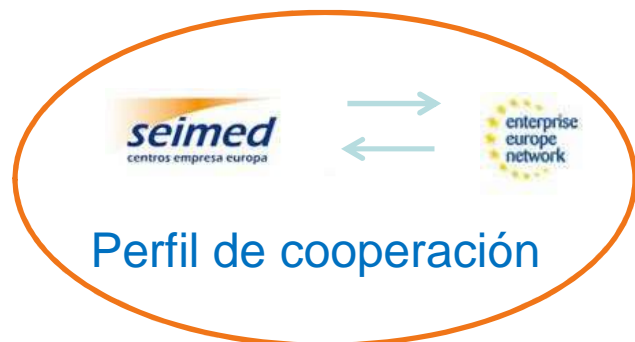 seimed
centros empresa europa
enterprise
europe
network
Perfil de cooperación